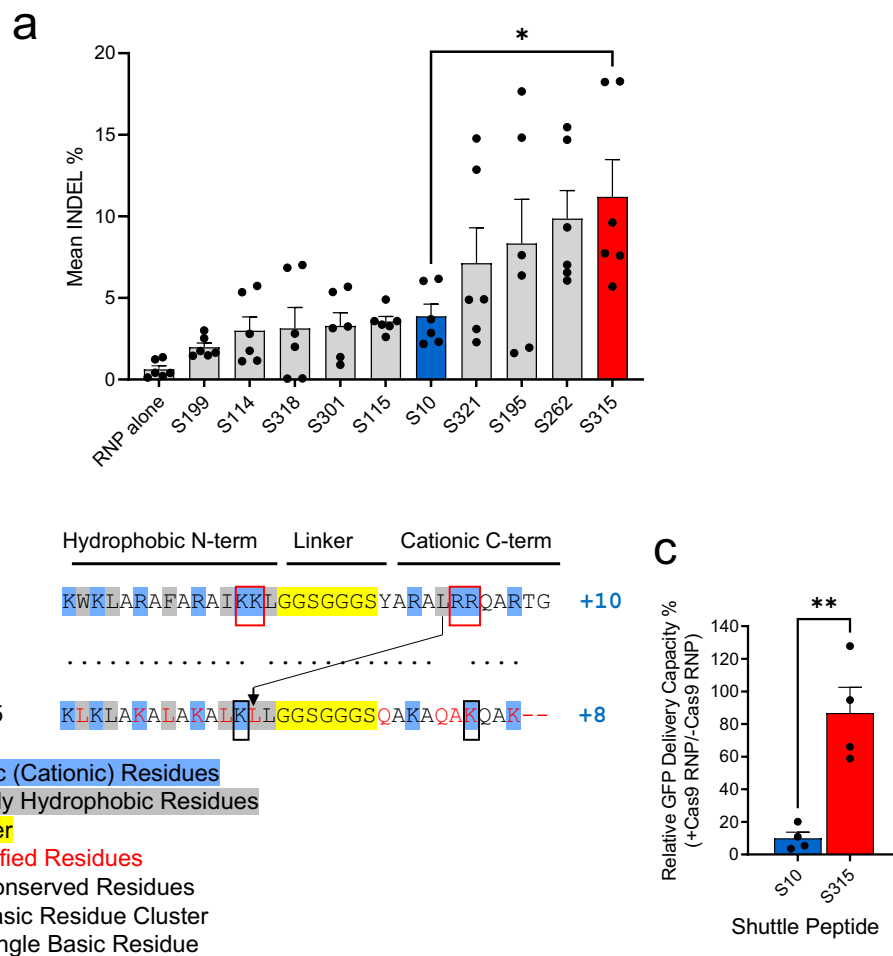 a
*
20
15
10
5
0
Mean INDEL %
RNP alone
S199
S114
S318
S301
S115
S10
S321
S195
S262
S315
Hydrophobic N-term
Linker
Cationic C-term
KWKLARAFARAIKKLGGSGGGSYARALRRQARTG +10
5 KLKLAKALAKALKLLGGSGGGSQAKAQAKQAK-- +8
c (Cationic) Residues
ly Hydrophobic Residues
er
fied Residues
onserved Residues
asic Residue Cluster
ngle Basic Residue
c
**
140
120
100
80
60
40
20
0
Relative GFP Delivery Capacity %
(+Cas9 RNP/-Cas9 RNP)
S10
S315
Shuttle Peptide